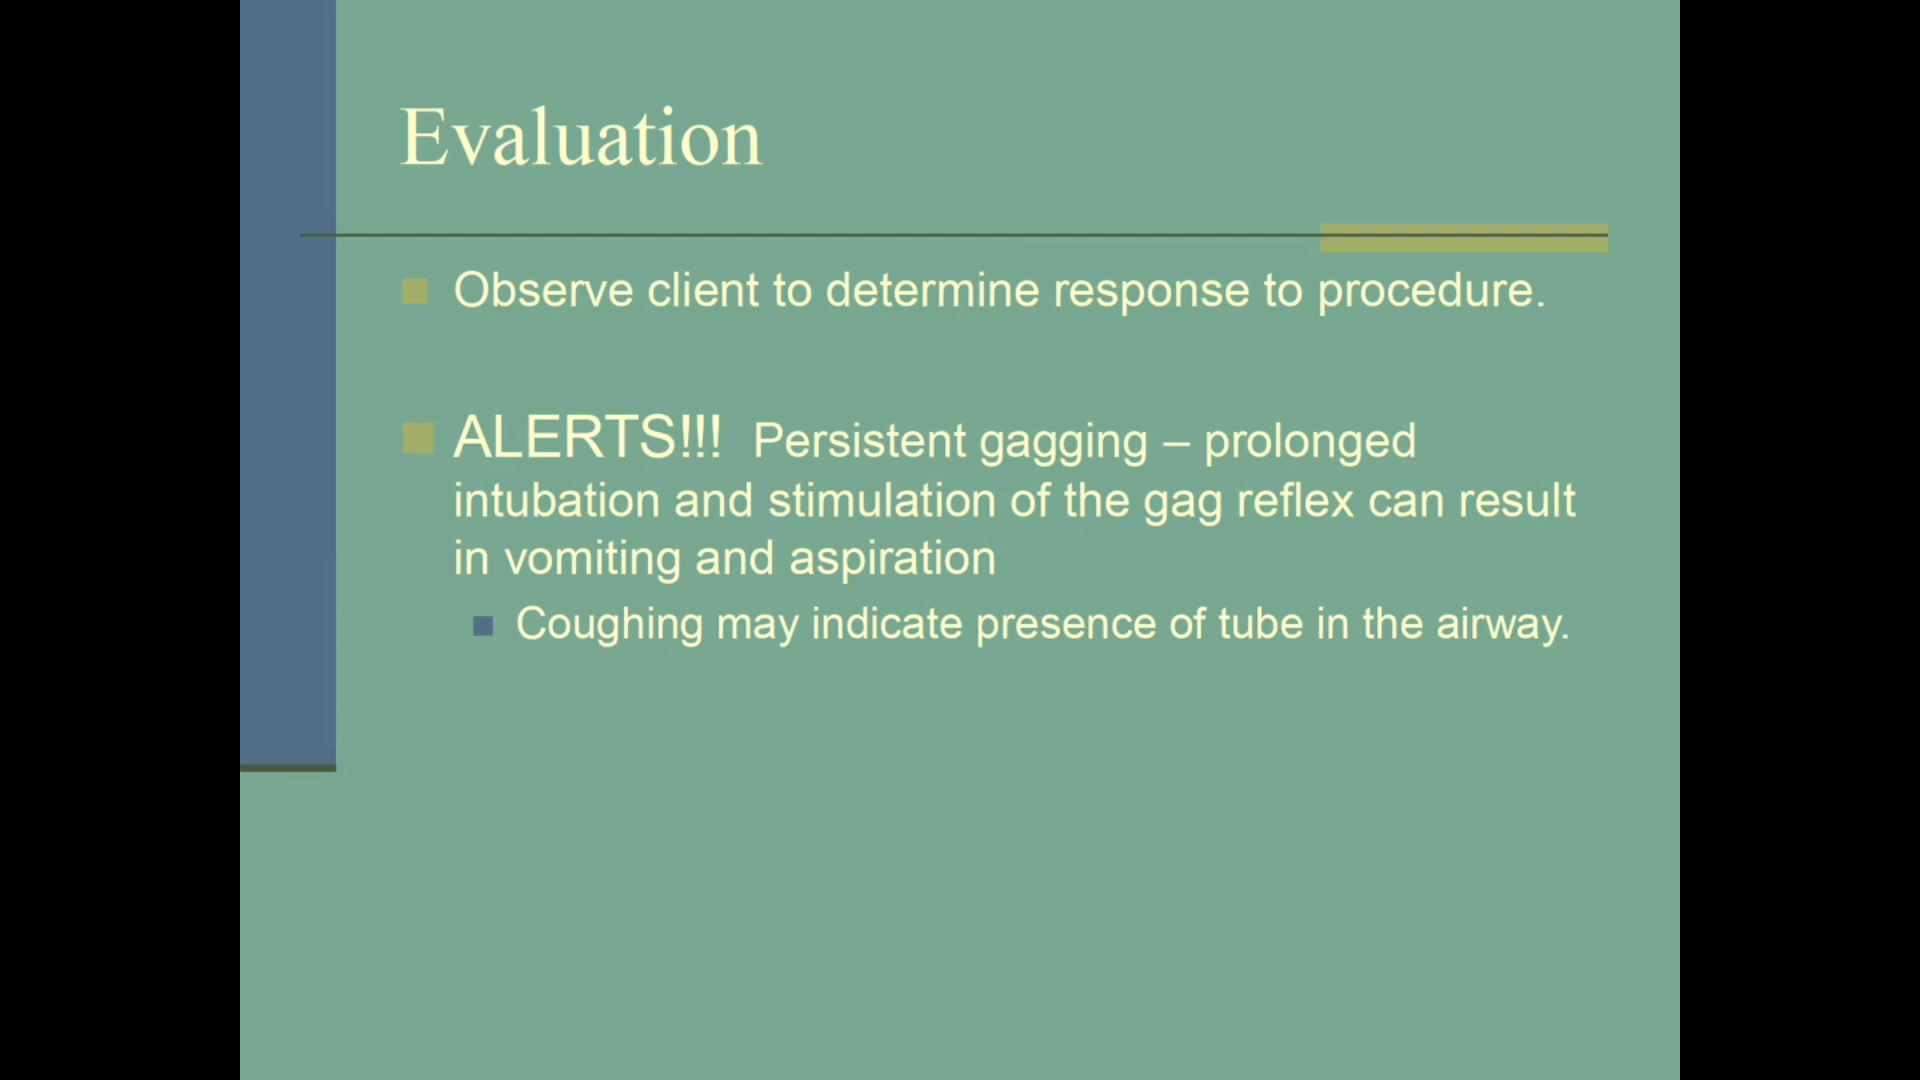 Evaluation
Observe client to determine response to procedure.
ALERTS!!! Persistent gagging – prolonged
intubation and stimulation of the gag reflex can result
in vomiting and aspiration
Coughing may indicate presence of tube in the airway.